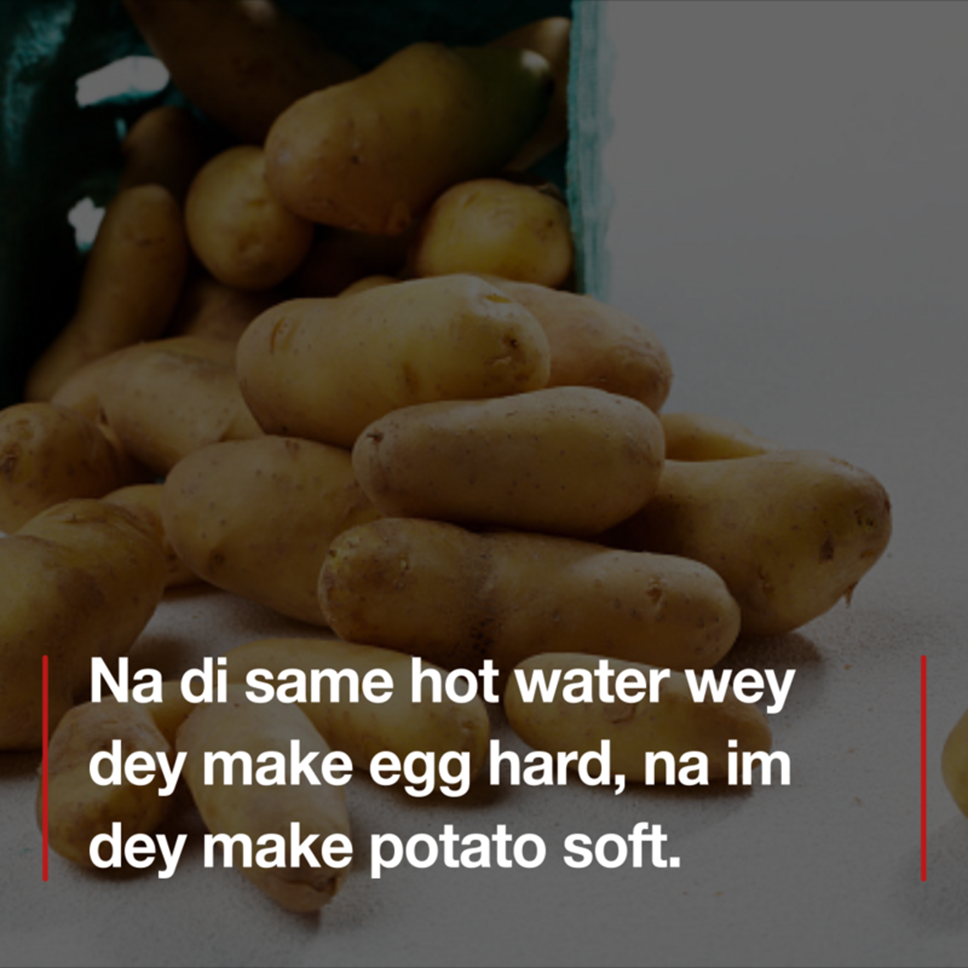 Na di same hot water wey
dey make egg hard, na im
dey make potato soft.